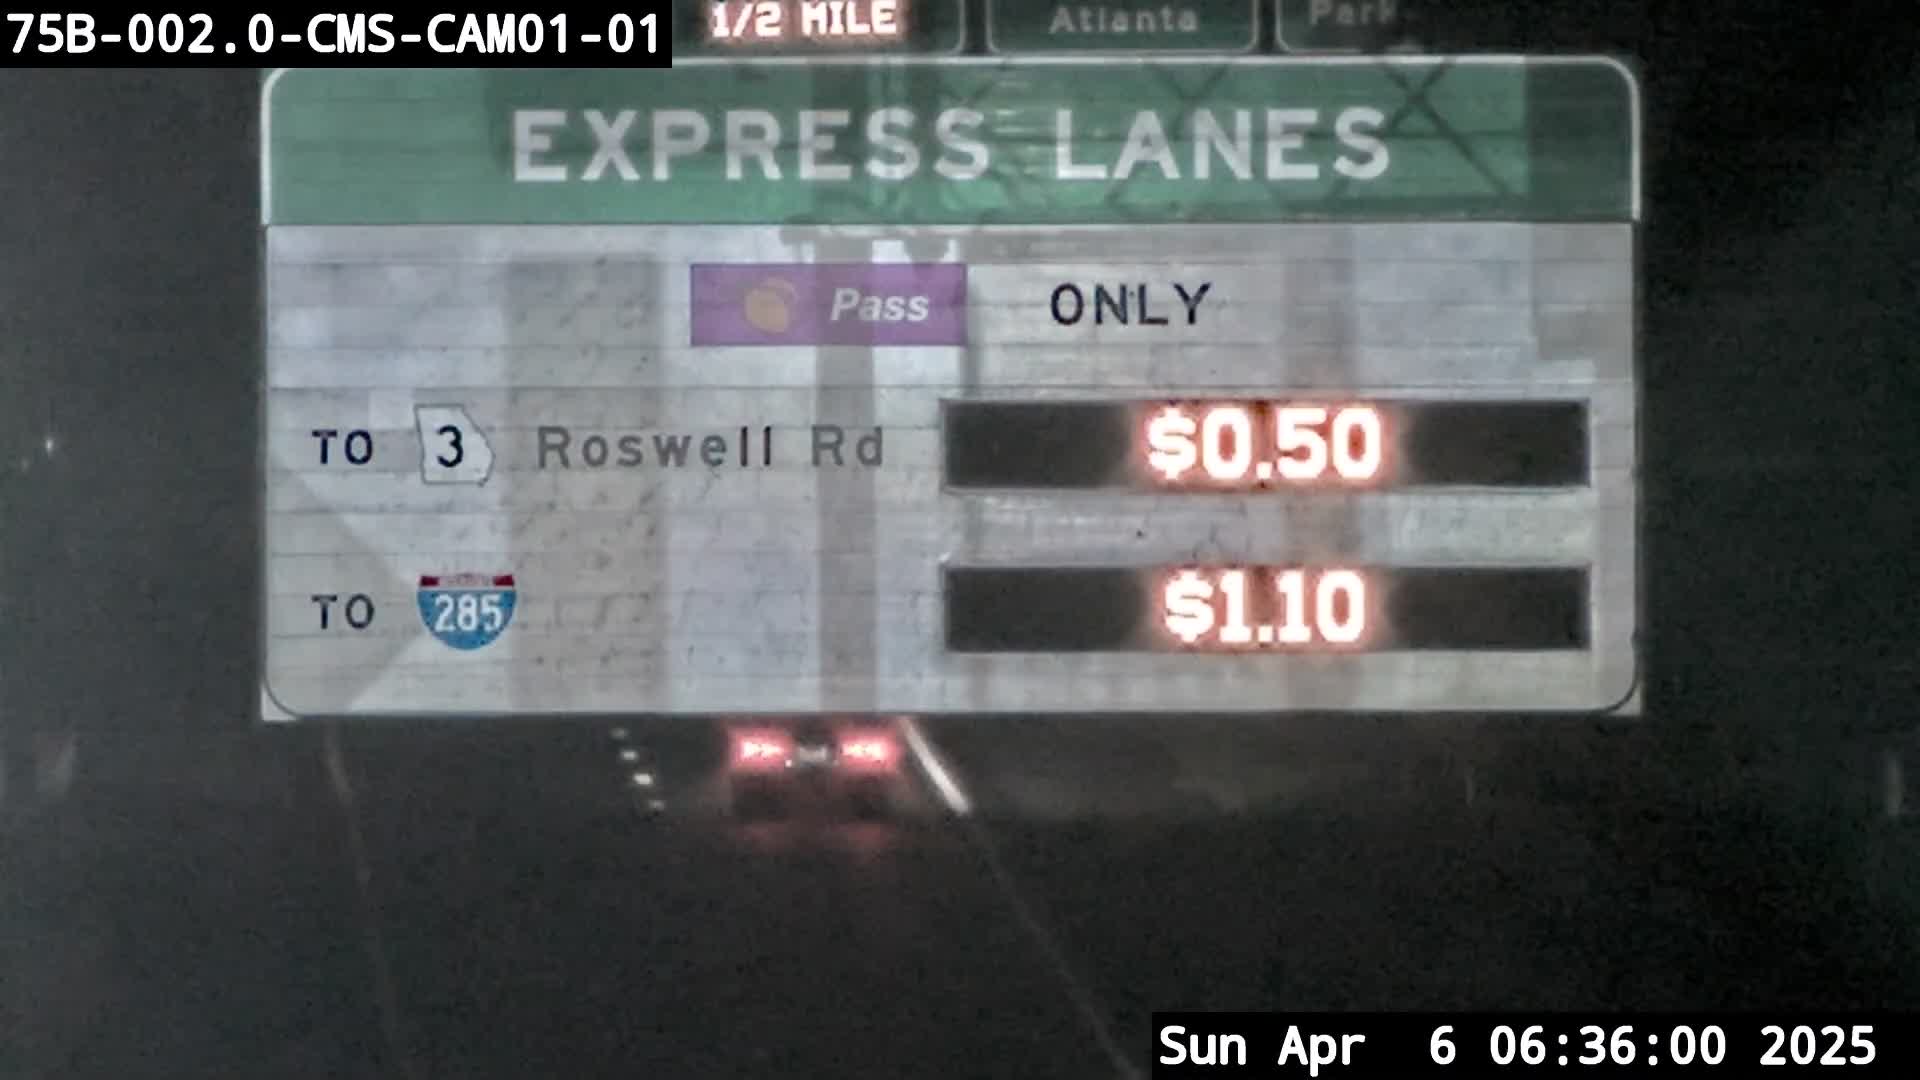 75B-002.0-CMS-CAM01-01
1/2 MILE
Atlanta
Park
EXPRESS LANES
Pass ONLY
TO 3 Roswell Rd $0.50
TO 285 $1.10
Sun Apr 6 06:36:00 2025